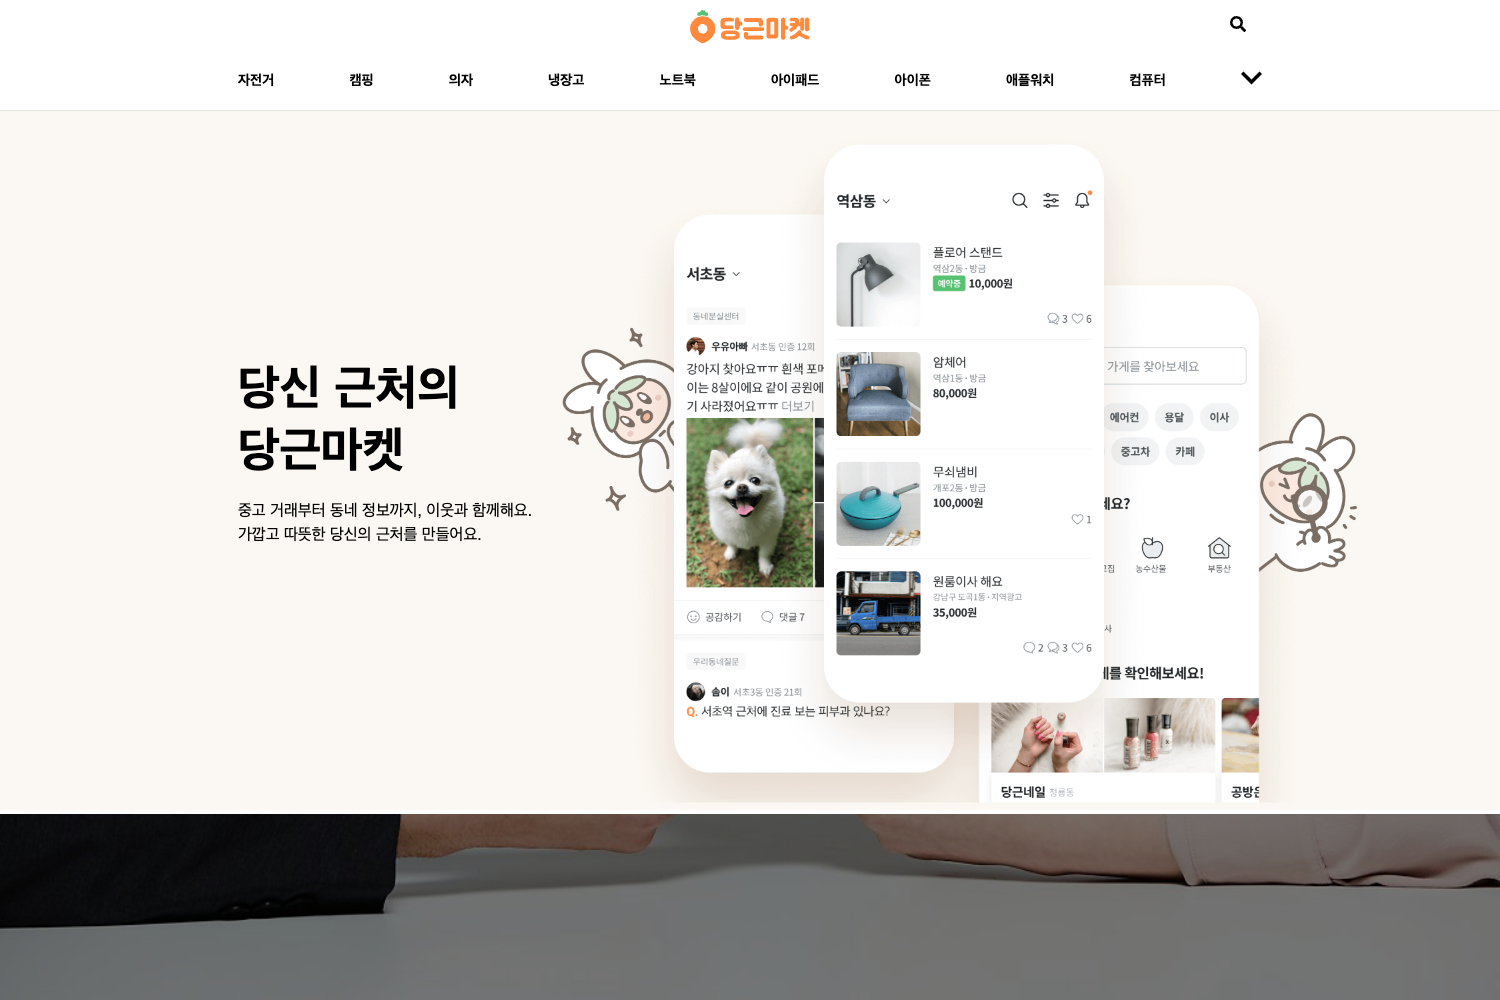 당근마켓
자전거
캠핑
의자
냉장고
노트북
아이패드
아이폰
애플워치
컴퓨터
당신 근처의
당근마켓
중고 거래부터 동네 정보까지, 이웃과 함께해요.
가깝고 따뜻한 당신의 근처를 만들어요.
서초동
동네분실센터
우유아빠 서초동 인증 12회
강아지 찾아요ㅠㅠ 흰색 포메
이는 8살이에요 같이 공원에
기 사라졌어요ㅠㅠ 더보기
공감하기 댓글 7
우리동네질문
솜이 서초3동 인증 21회
Q. 서초역 근처에 진료 보는 피부과 있나요?
역삼동
플로어 스탠드
역삼2동 · 방금
예약중 10,000원
3 6
암체어
역삼1동 · 방금
80,000원
무쇠냄비
개포2동 · 방금
100,000원
1
원룸이사 해요
강남구 도곡1동 · 지역광고
35,000원
2 3 6
가게를 찾아보세요
에어컨 용달 이사
중고차 카페
요?
모집 농수산물 부동산
사
를 확인해보세요!
당근네일 정릉동
공방은